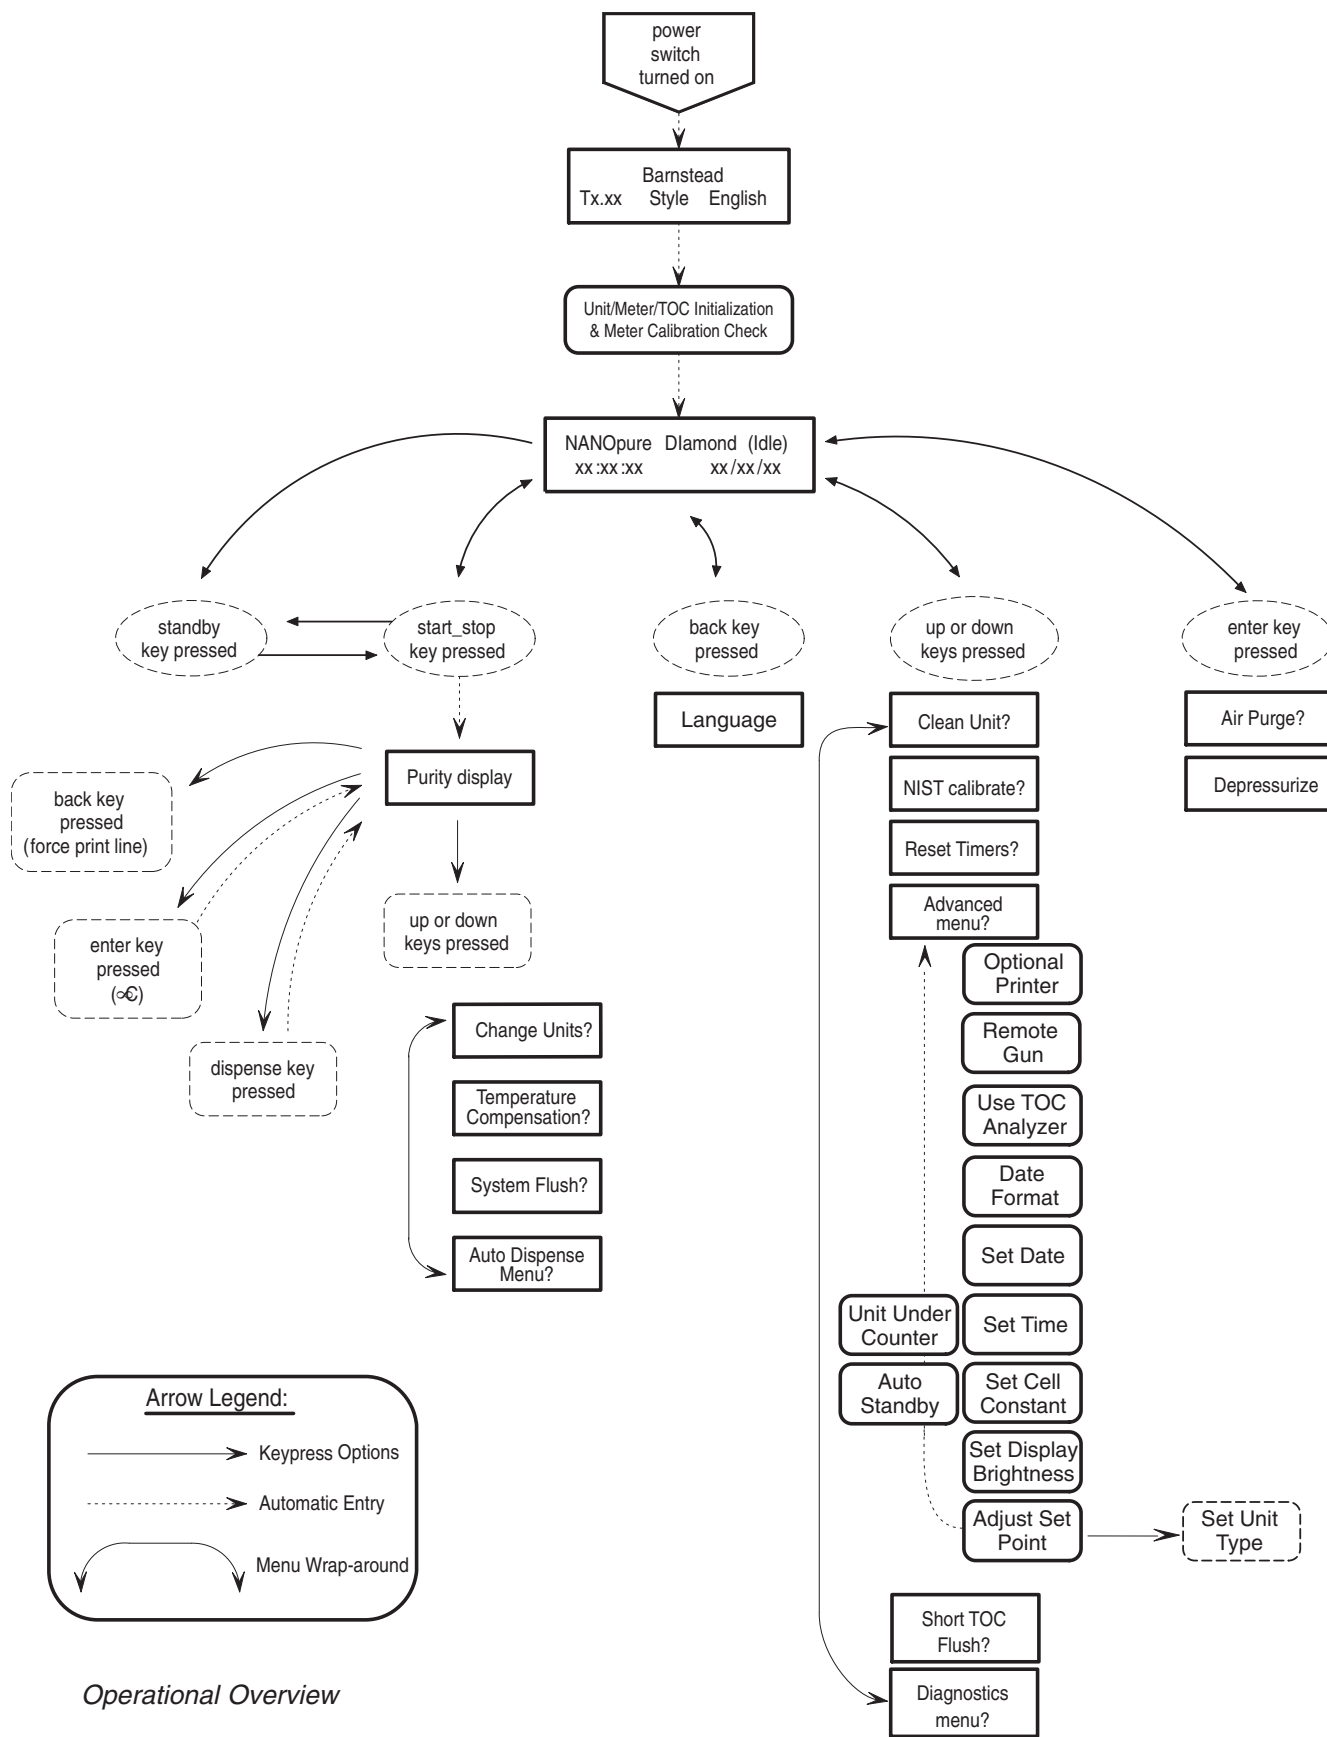 power
switch
turned on
Barnstead
Tx.xx Style English
Unit/Meter/TOC Initialization
& Meter Calibration Check
NANOpure DIamond (Idle)
xx:xx:xx xx/xx/xx
standby
key pressed
start_stop
key pressed
back key
pressed
up or down
keys pressed
enter key
pressed
Language
Clean Unit?
NIST calibrate?
Reset Timers?
Advanced
menu?
Air Purge?
Depressurize
Purity display
back key
pressed
(force print line)
enter key
pressed
(∞C)
dispense key
pressed
up or down
keys pressed
Change Units?
Temperature
Compensation?
System Flush?
Auto Dispense
Menu?
Optional
Printer
Remote
Gun
Use TOC
Analyzer
Date
Format
Set Date
Unit Under
Counter
Set Time
Auto
Standby
Set Cell
Constant
Set Display
Brightness
Adjust Set
Point
Set Unit
Type
Short TOC
Flush?
Diagnostics
menu?
Arrow Legend:
Keypress Options
Automatic Entry
Menu Wrap-around
Operational Overview